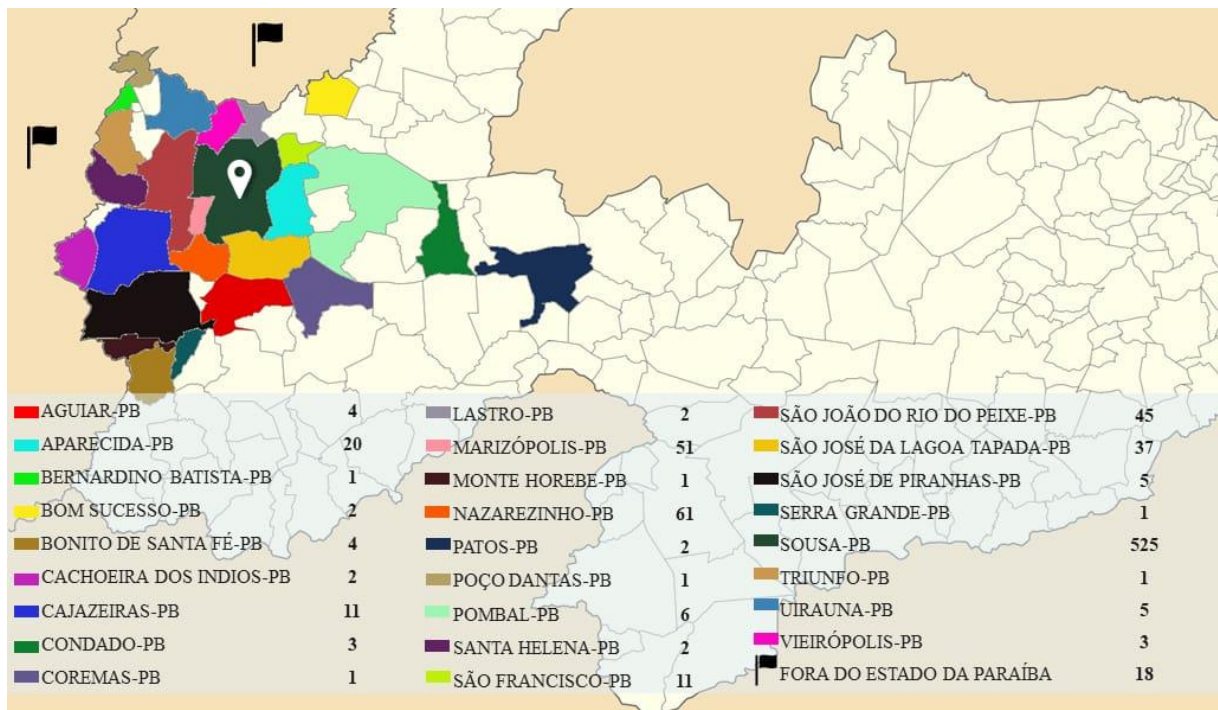 AGUIAR-PB 4
APARECIDA-PB 20
BERNARDINO BATISTA-PB 1
BOM SUCESSO-PB 2
BONITO DE SANTA FÉ-PB 4
CACHOEIRA DOS INDIOS-PB 2
CAJAZEIRAS-PB 11
CONDADO-PB 3
COREMAS-PB 1
LASTRO-PB 2
MARIZÓPOLIS-PB 51
MONTE HOREBE-PB 1
NAZAREZINHO-PB 61
PATOS-PB 2
POÇO DANTAS-PB 1
POMBAL-PB 6
SANTA HELENA-PB 2
SÃO FRANCISCO-PB 11
SÃO JOÃO DO RIO DO PEIXE-PB 45
SÃO JOSÉ DA LAGOA TAPADA-PB 37
SÃO JOSÉ DE PIRANHAS-PB 5
SERRA GRANDE-PB 1
SOUSA-PB 525
TRIUNFO-PB 1
UIRAUNA-PB 5
VIEIRÓPOLIS-PB 3
FORA DO ESTADO DA PARAÍBA 18